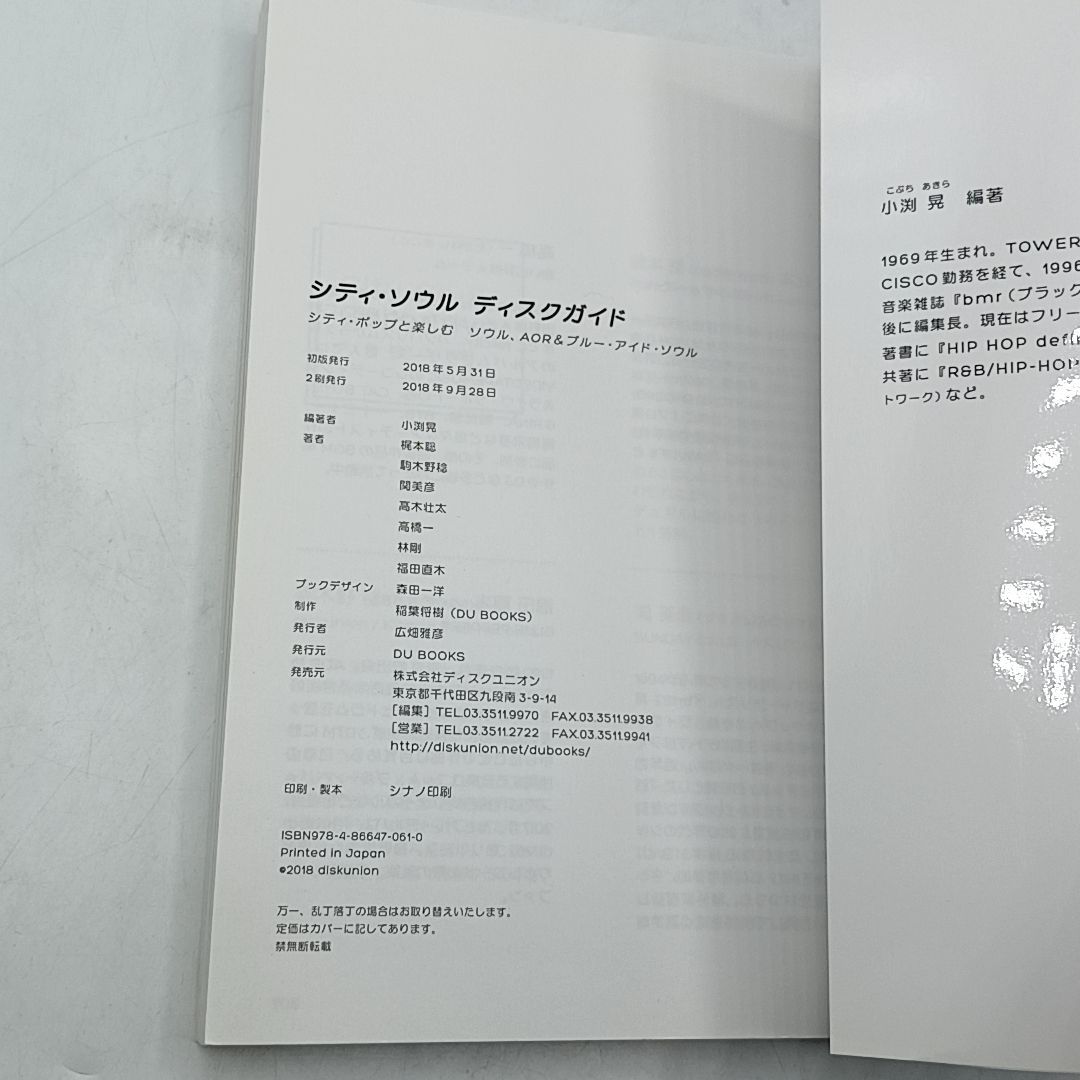 シティ・ソウル ディスクガイド
シティ・ポップと楽しむ ソウル、AOR&ブルー・アイド・ソウル
初版発行 2018年5月31日
2刷発行 2018年9月28日
編著者 小渕晃
著者 梶本聡
駒木野稔
関美彦
高木壮太
高橋一
林剛
福田直木
ブックデザイン 森田一洋
制作 稲葉将樹(DU BOOKS)
発行者 広畑雅彦
発行元 DU BOOKS
発売元 株式会社ディスクユニオン
東京都千代田区九段南3-9-14
[編集]TEL.03.3511.9970 FAX.03.3511.9938
[営業]TEL.03.3511.2722 FAX.03.3511.9941
http://diskunion.net/dubooks/
印刷・製本 シナノ印刷
ISBN978-4-86647-061-0
Printed in Japan
©2018 diskunion
万一、乱丁落丁の場合はお取り替えいたします。
定価はカバーに記してあります。
禁無断転載
こぶち あきら
小渕 晃 編著
1969年生まれ。TOWER
CISCO勤務を経て、1996
音楽雑誌『bmr(ブラック
後に編集長。現在はフリー
著書に『HIP HOP defi
共著に『R&B/HIP-HOP
トワーク)など。